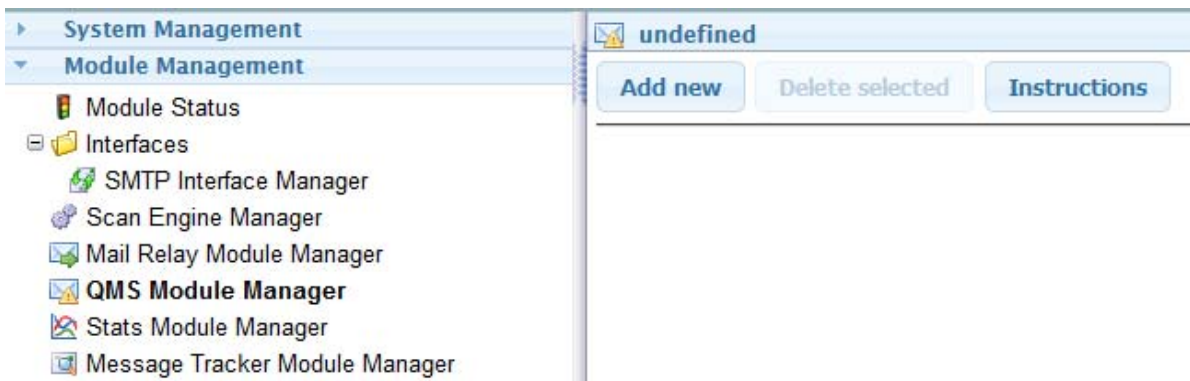 System Management
Module Management
Module Status
Interfaces
SMTP Interface Manager
Scan Engine Manager
Mail Relay Module Manager
QMS Module Manager
Stats Module Manager
Message Tracker Module Manager
undefined
Add new Delete selected Instructions